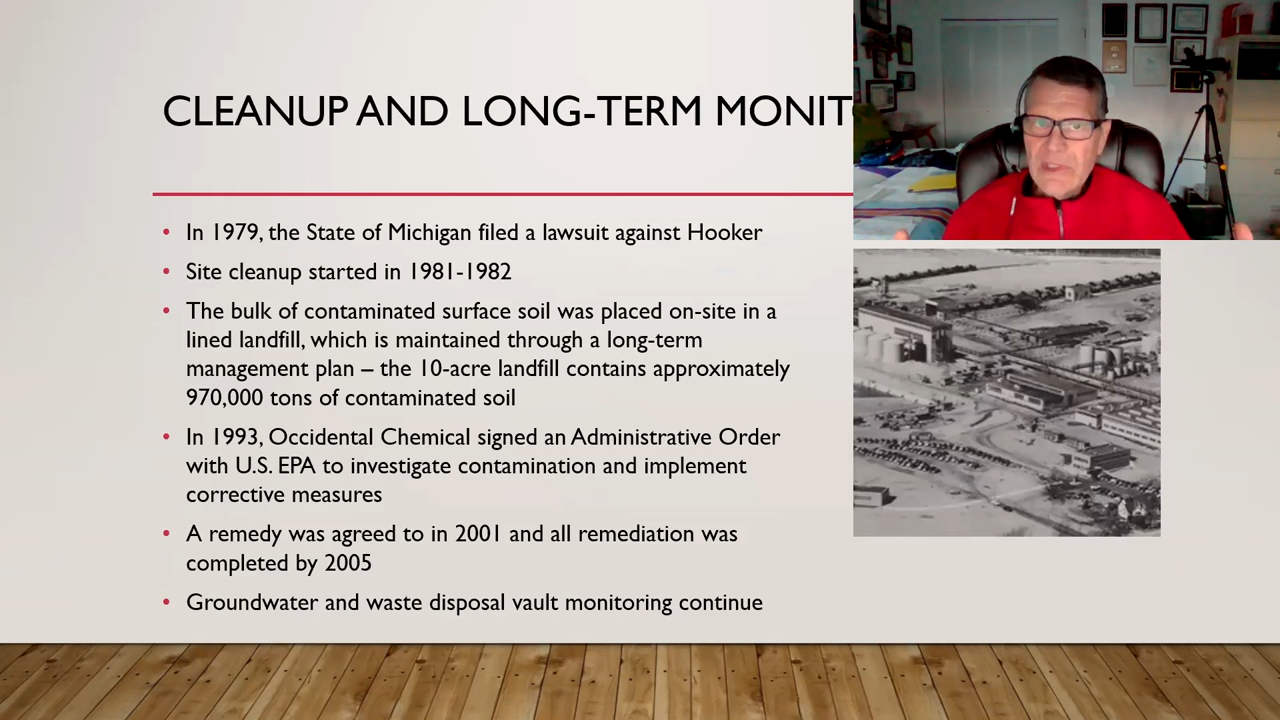 CLEANUP AND LONG-TERM MONIT
• In 1979, the State of Michigan filed a lawsuit against Hooker
• Site cleanup started in 1981-1982
• The bulk of contaminated surface soil was placed on-site in a
lined landfill, which is maintained through a long-term
management plan – the 10-acre landfill contains approximately
970,000 tons of contaminated soil
• In 1993, Occidental Chemical signed an Administrative Order
with U.S. EPA to investigate contamination and implement
corrective measures
• A remedy was agreed to in 2001 and all remediation was
completed by 2005
• Groundwater and waste disposal vault monitoring continue